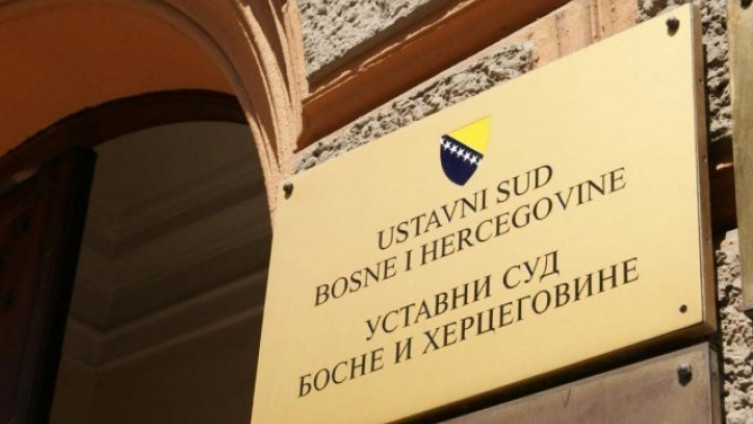 USTAVNI SUD
BOSNE I HERCEGOVINE
УСТАВНИ СУД
БОСНЕ И ХЕРЦЕГОВИНЕ